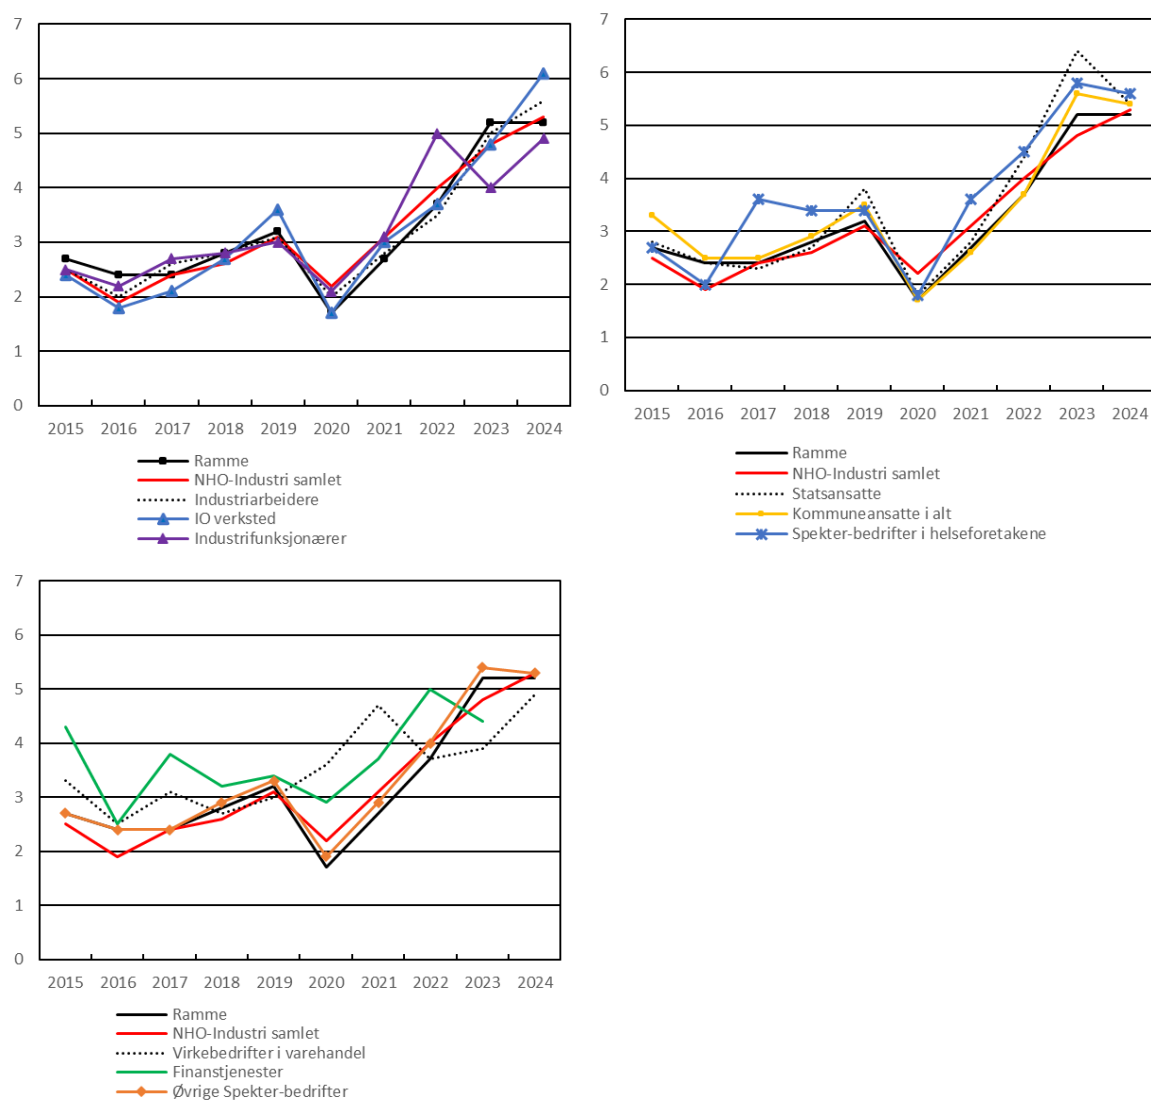 7
6
5
4
3
2
1
0
2015 2016 2017 2018 2019 2020 2021 2022 2023 2024
Ramme
NHO-Industri samlet
Industriarbeidere
IO verksted
Industrifunksjonærer
7
6
5
4
3
2
1
0
2015 2016 2017 2018 2019 2020 2021 2022 2023 2024
Ramme
NHO-Industri samlet
Statsansatte
Kommuneansatte i alt
Spekter-bedrifter i helseforetakene
7
6
5
4
3
2
1
0
2015 2016 2017 2018 2019 2020 2021 2022 2023 2024
Ramme
NHO-Industri samlet
Virkebedrifter i varehandel
Finanstjenester
Øvrige Spekter-bedrifter